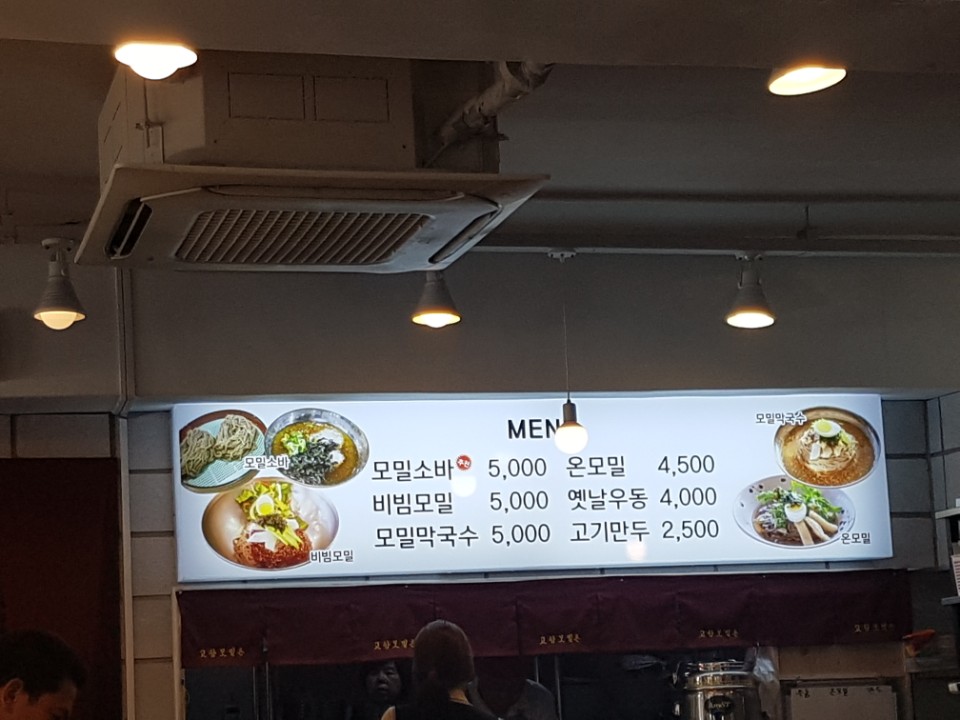 MEN
모밀소바 추천 5,000
비빔모밀 5,000
모밀막국수 5,000
온모밀 4,500
옛날우동 4,000
고기만두 2,500
모밀소바
비빔모밀
모밀막국수
온모밀